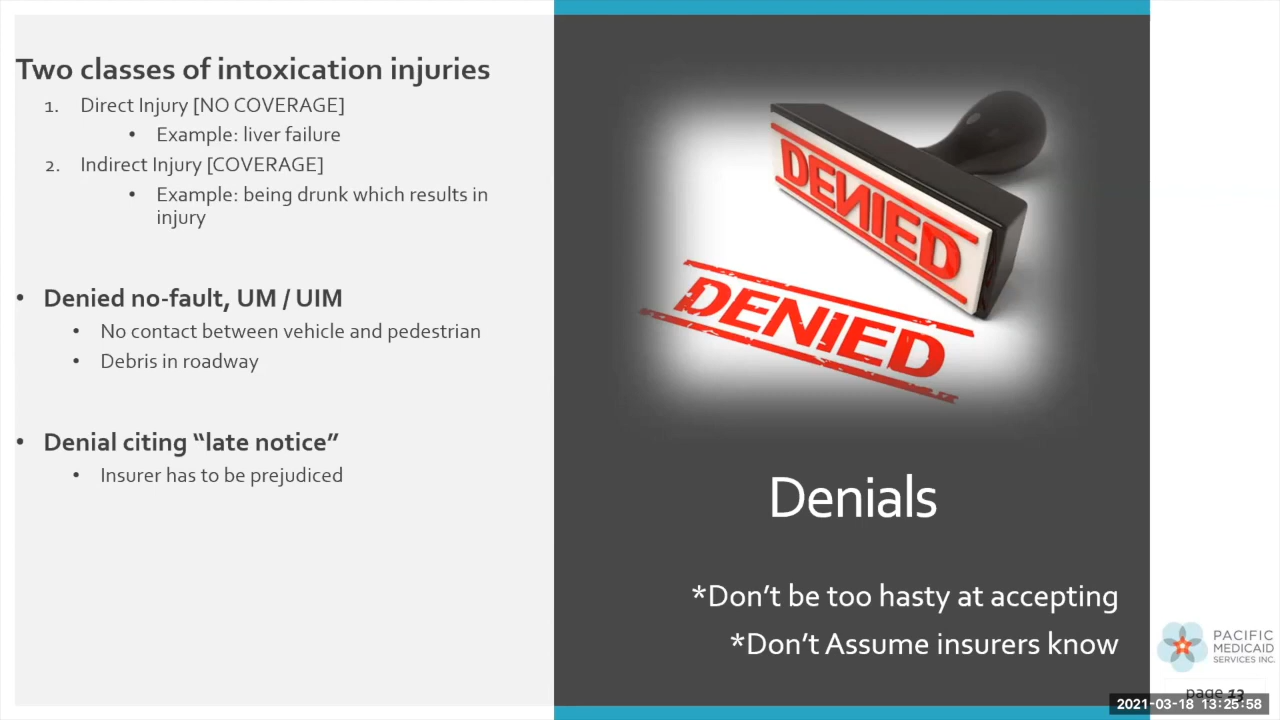 Two classes of intoxication injuries
1. Direct Injury [NO COVERAGE]
• Example: liver failure
2. Indirect Injury [COVERAGE]
• Example: being drunk which results in
injury
• Denied no-fault, UM / UIM
• No contact between vehicle and pedestrian
• Debris in roadway
• Denial citing “late notice”
• Insurer has to be prejudiced
DENIED
DENIED
Denials
*Don’t be too hasty at accepting
*Don’t Assume insurers know
PACIFIC
MEDICAID
SERVICES INC.
page 13
2021-03-18 13:25:58